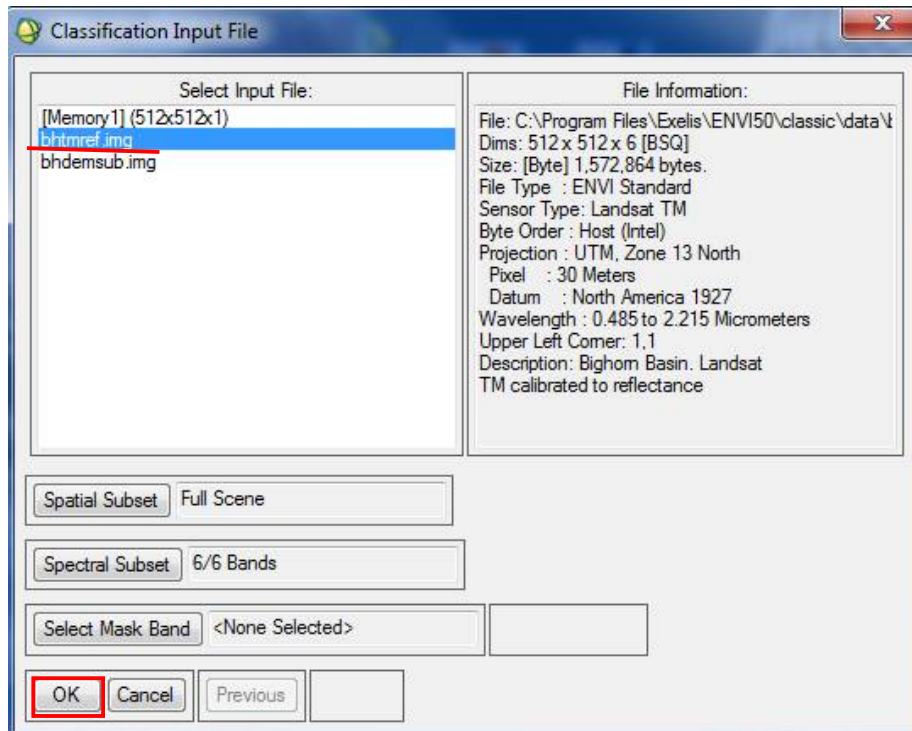 Classification Input File
Select Input File:
[Memory1] (512x512x1)
bhtmref.img
bhdemsub.img
File Information:
File: C:\Program Files\Exelis\ENVI50\classic\data\b
Dims: 512 x 512 x 6 [BSQ]
Size: [Byte] 1,572,864 bytes.
File Type : ENVI Standard
Sensor Type: Landsat TM
Byte Order : Host (Intel)
Projection : UTM, Zone 13 North
Pixel : 30 Meters
Datum : North America 1927
Wavelength : 0.485 to 2.215 Micrometers
Upper Left Corner: 1,1
Description: Bighorn Basin. Landsat
TM calibrated to reflectance
Spatial Subset Full Scene
Spectral Subset 6/6 Bands
Select Mask Band <None Selected>
OK Cancel Previous